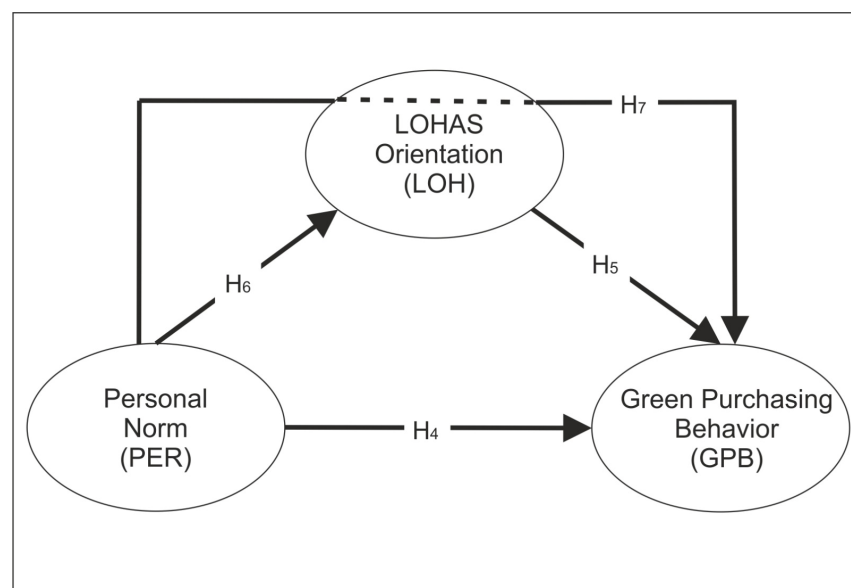 LOHAS
Orientation
(LOH)
H₇
H₆
H₅
Personal
Norm
(PER)
H₄
Green Purchasing
Behavior
(GPB)